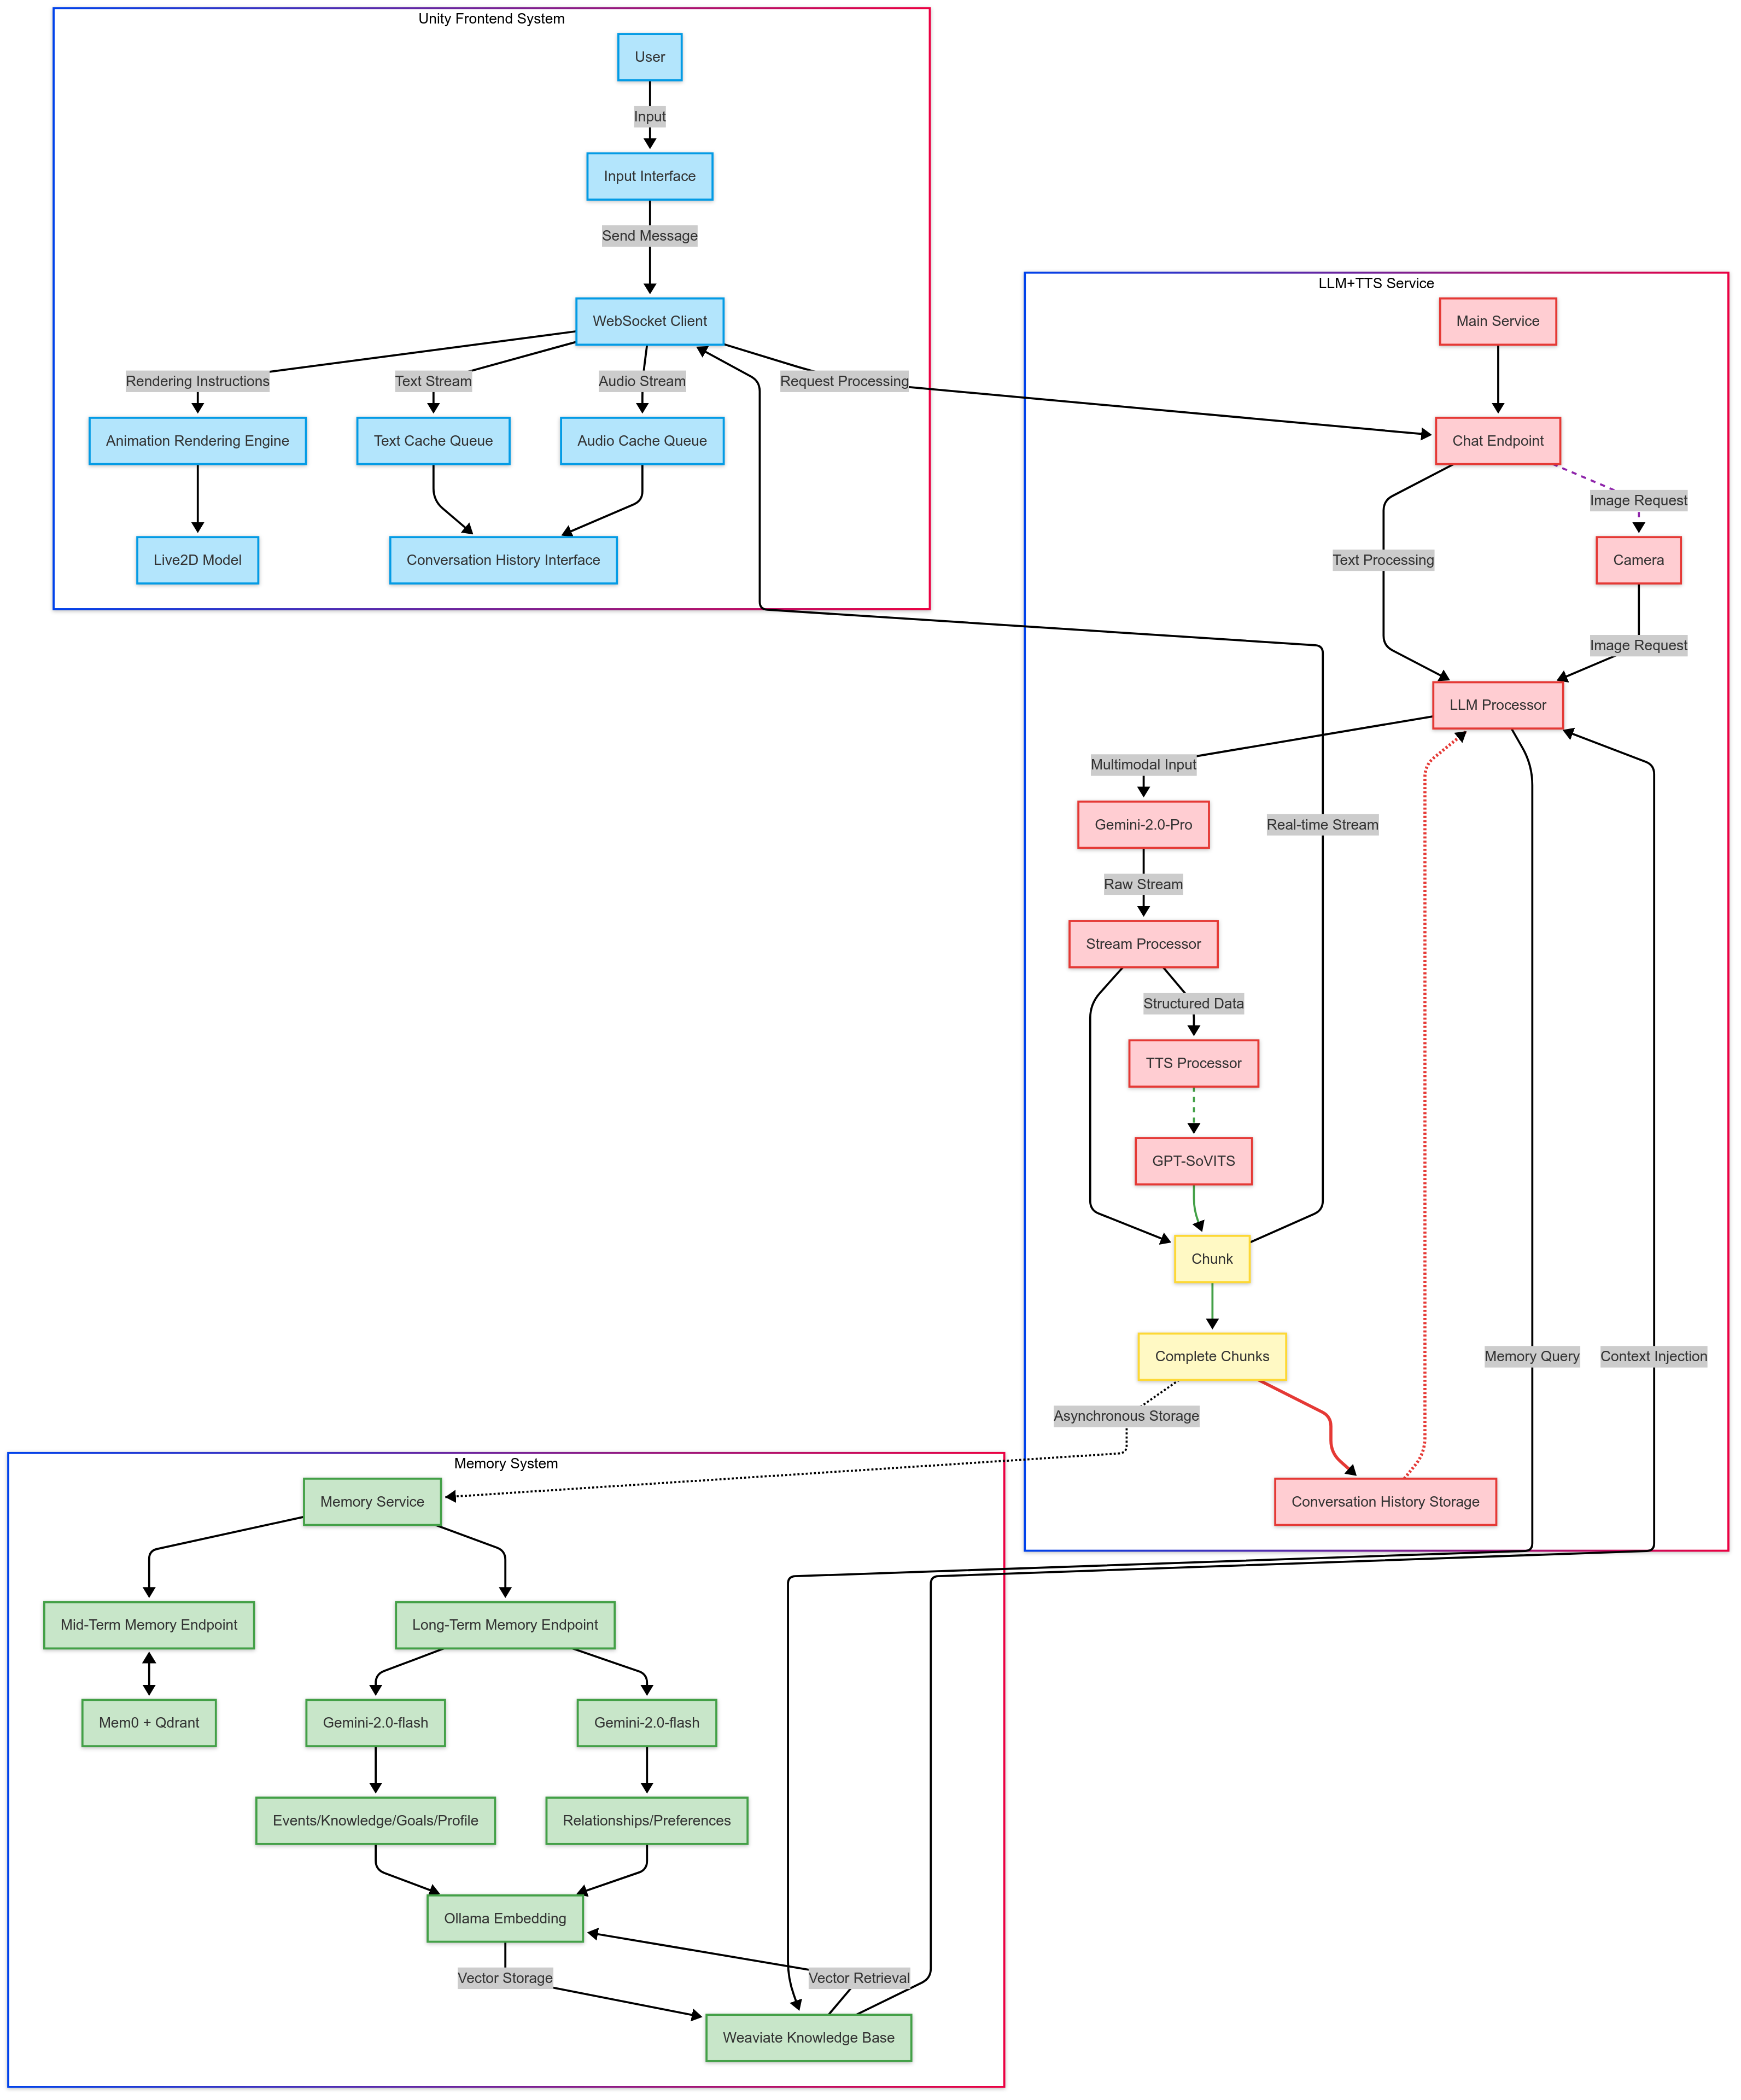 Unity Frontend System
User
Input
Input Interface
Send Message
WebSocket Client
Rendering Instructions
Text Stream
Audio Stream
Request Processing
Animation Rendering Engine
Text Cache Queue
Audio Cache Queue
Live2D Model
Conversation History Interface
LLM+TTS Service
Main Service
Chat Endpoint
Image Request
Text Processing
Camera
Image Request
LLM Processor
Multimodal Input
Gemini-2.0-Pro
Real-time Stream
Raw Stream
Stream Processor
Structured Data
TTS Processor
GPT-SoVITS
Chunk
Complete Chunks
Memory Query
Context Injection
Asynchronous Storage
Conversation History Storage
Memory System
Memory Service
Mid-Term Memory Endpoint
Long-Term Memory Endpoint
Mem0 + Qdrant
Gemini-2.0-flash
Gemini-2.0-flash
Events/Knowledge/Goals/Profile
Relationships/Preferences
Ollama Embedding
Vector Storage
Vector Retrieval
Weaviate Knowledge Base